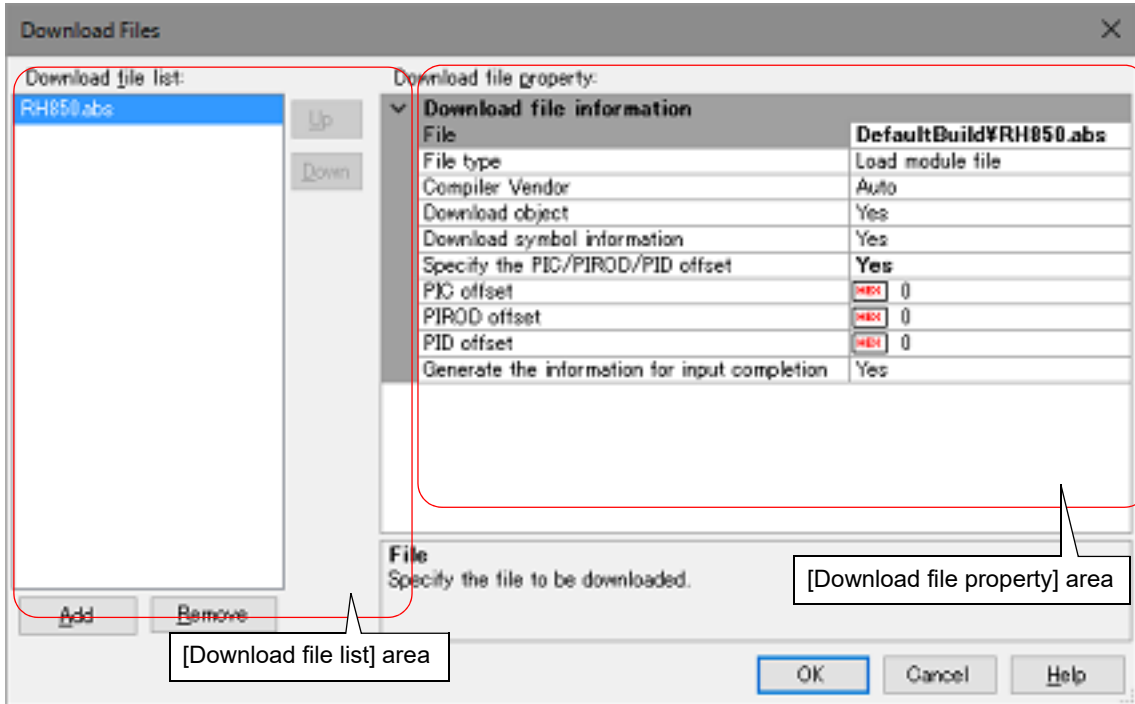 Download Files
Download file list:
RH850.abs
Up
Down
Add
Remove
[Download file list] area
Download file property:
Download file information
File DefaultBuild¥RH850.abs
File type Load module file
Compiler Vendor Auto
Download object Yes
Download symbol information Yes
Specify the PIC/PIROD/PID offset Yes
PIC offset HEX 0
PIROD offset HEX 0
PID offset HEX 0
Generate the information for input completion Yes
File
Specify the file to be downloaded.
[Download file property] area
OK
Cancel
Help